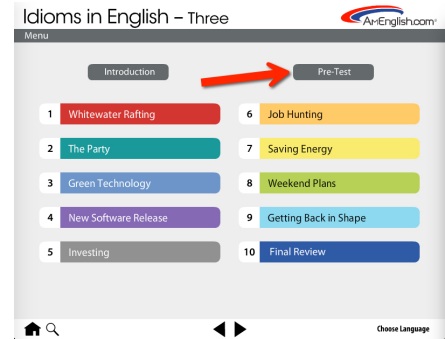 Idioms in English – Three
AMEnglish.com
Menu
Introduction
Pre-Test
1 Whitewater Rafting
2 The Party
3 Green Technology
4 New Software Release
5 Investing
6 Job Hunting
7 Saving Energy
8 Weekend Plans
9 Getting Back in Shape
10 Final Review
Choose Language